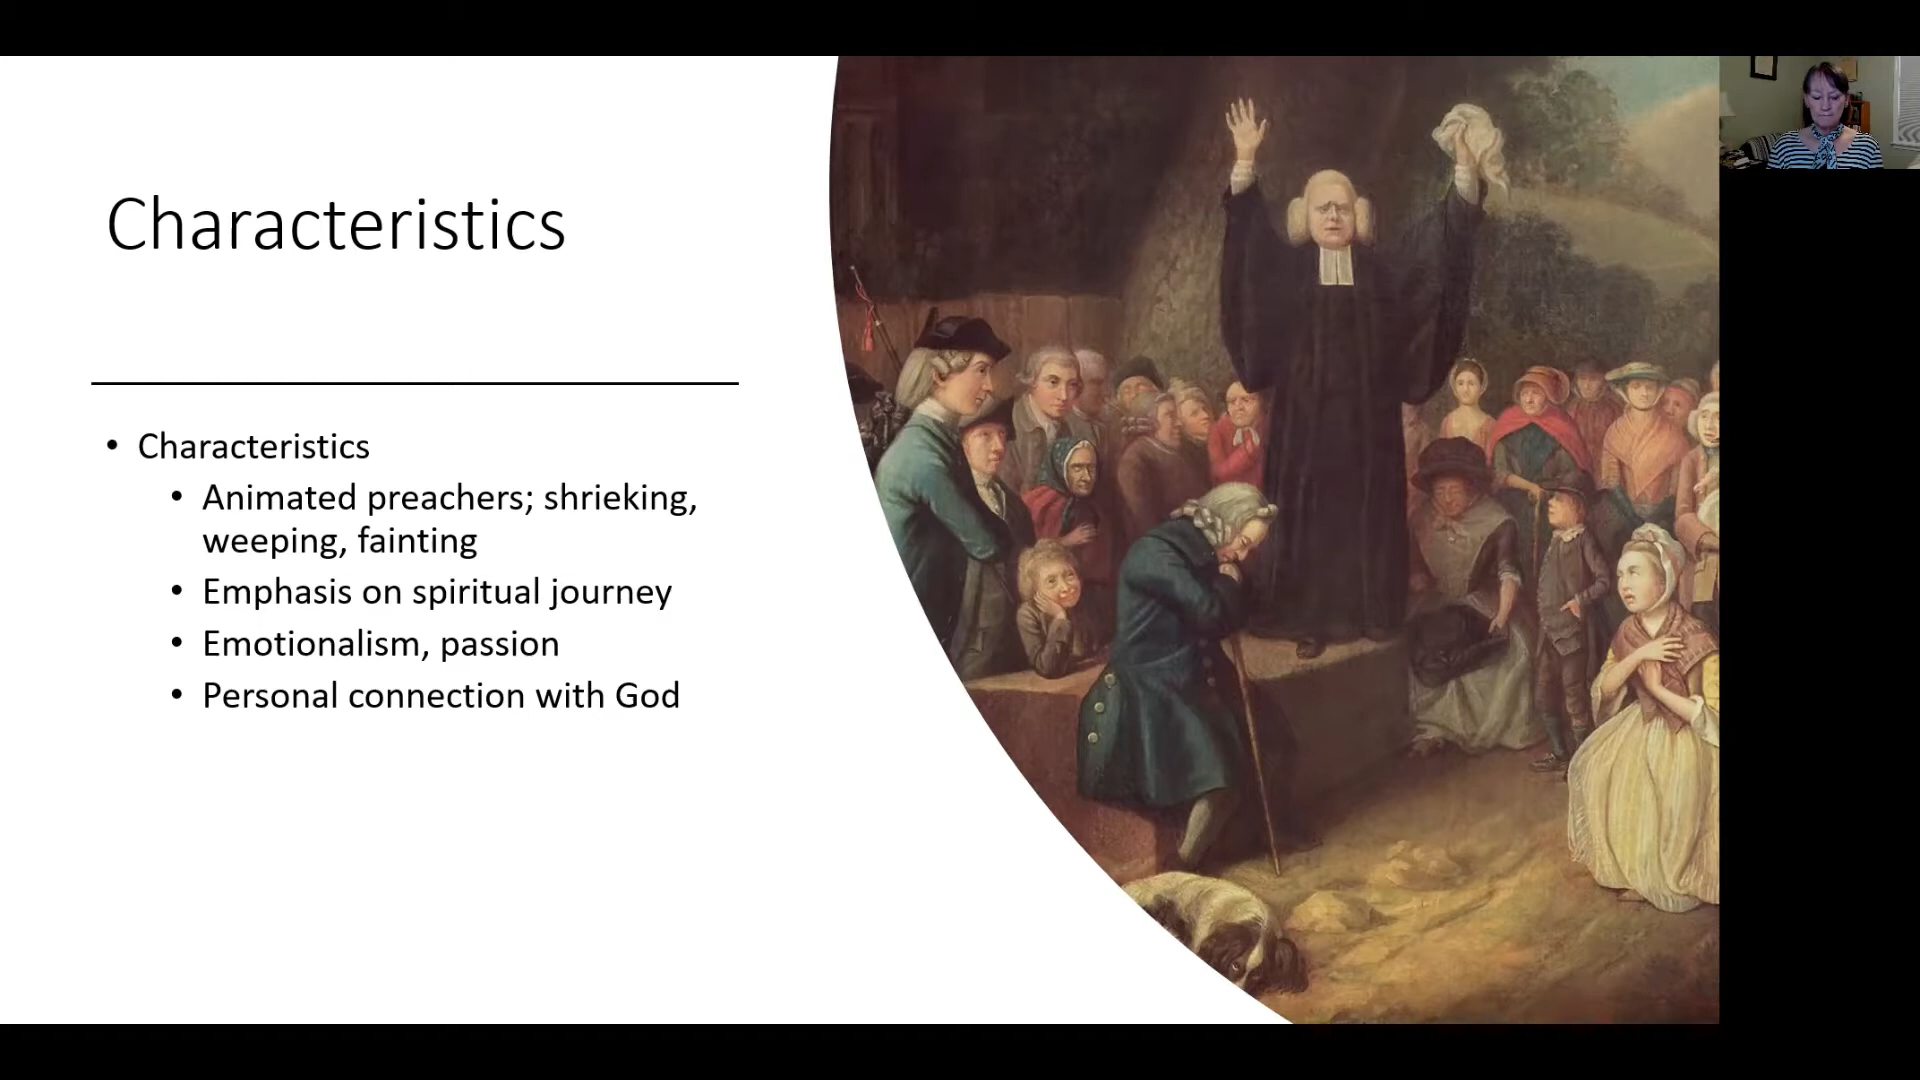 Characteristics
• Characteristics
• Animated preachers; shrieking,
weeping, fainting
• Emphasis on spiritual journey
• Emotionalism, passion
• Personal connection with God